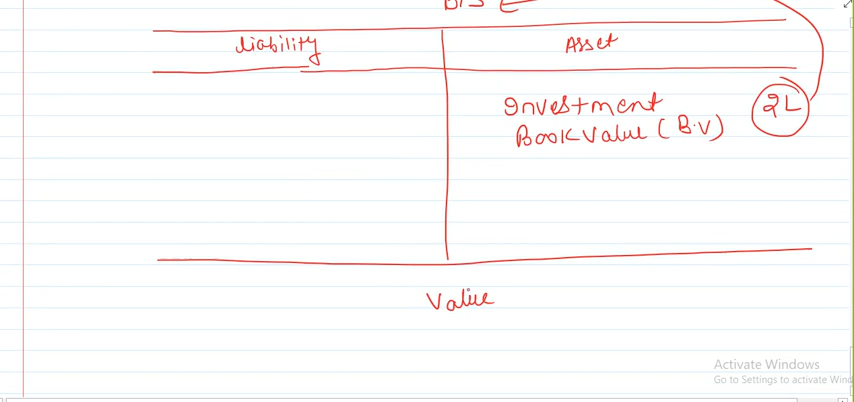 B/S
Liability
Asset
Investment
Book Value (B.V)
2L
Value
Activate Windows
Go to Settings to activate Wind